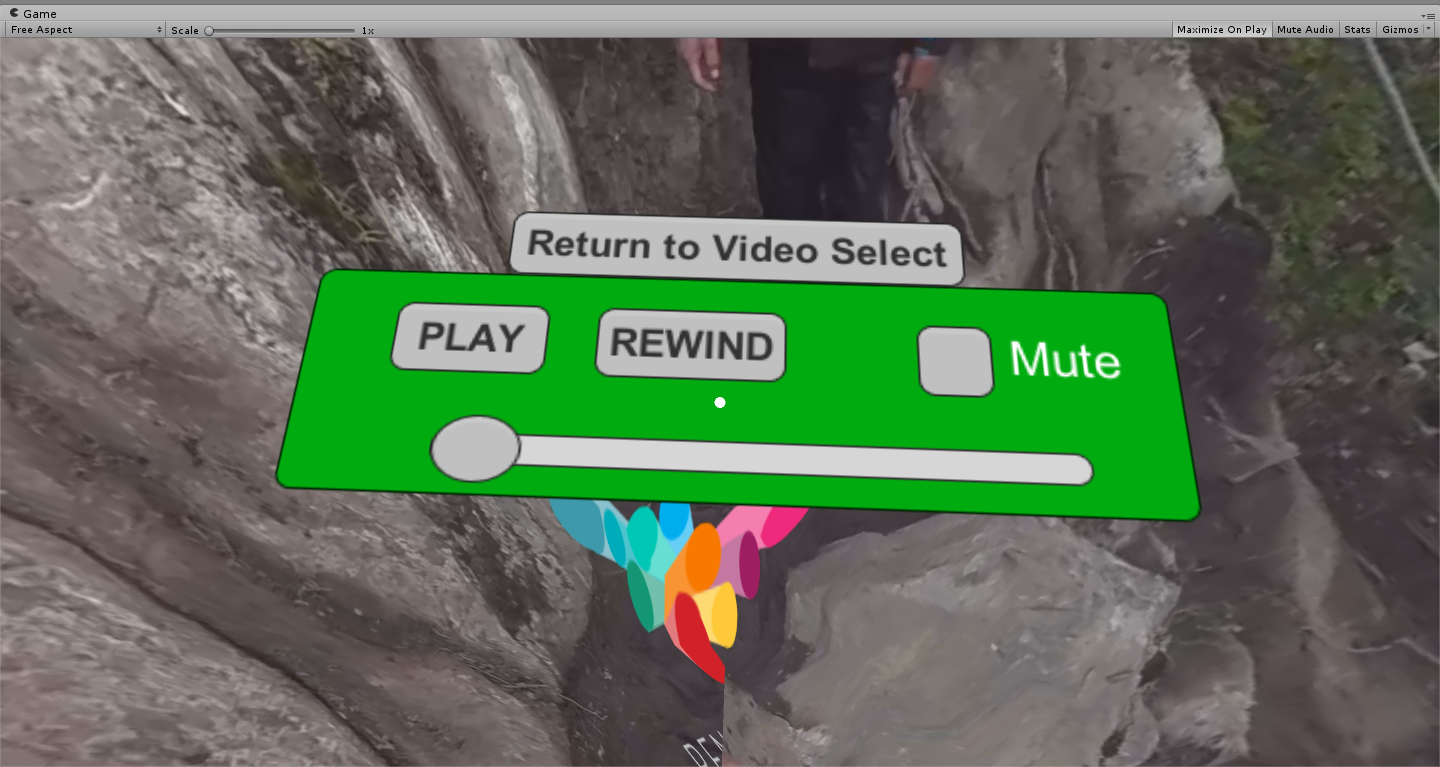 Game
Free Aspect Scale 1x Maximize On Play Mute Audio Stats Gizmos
Return to Video Select
PLAY REWIND Mute
DEN